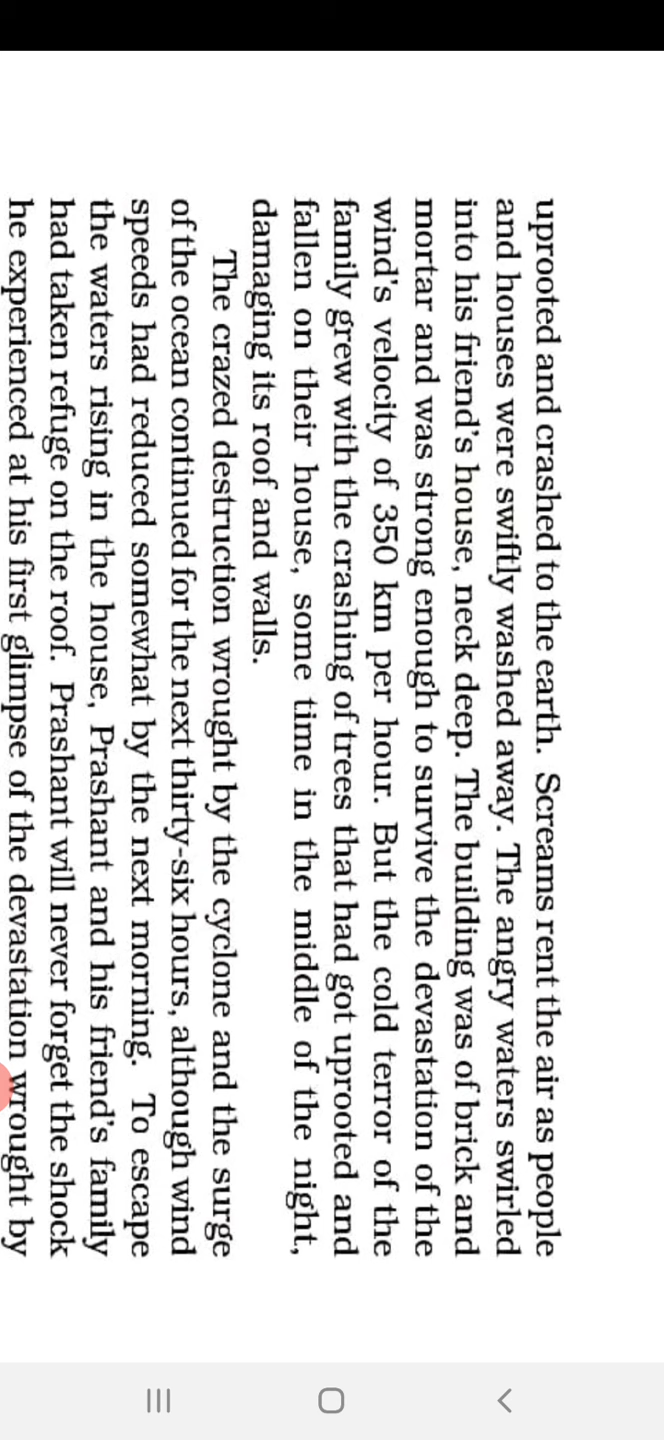 uprooted and crashed to the earth. Screams rent the air as people
and houses were swiftly washed away. The angry waters swirled
into his friend's house, neck deep. The building was of brick and
mortar and was strong enough to survive the devastation of the
wind's velocity of 350 km per hour. But the cold terror of the
family grew with the crashing of trees that had got uprooted and
fallen on their house, some time in the middle of the night,
damaging its roof and walls.
The crazed destruction wrought by the cyclone and the surge
of the ocean continued for the next thirty-six hours, although wind
speeds had reduced somewhat by the next morning. To escape
the waters rising in the house, Prashant and his friend's family
had taken refuge on the roof. Prashant will never forget the shock
he experienced at his first glimpse of the devastation wrought by